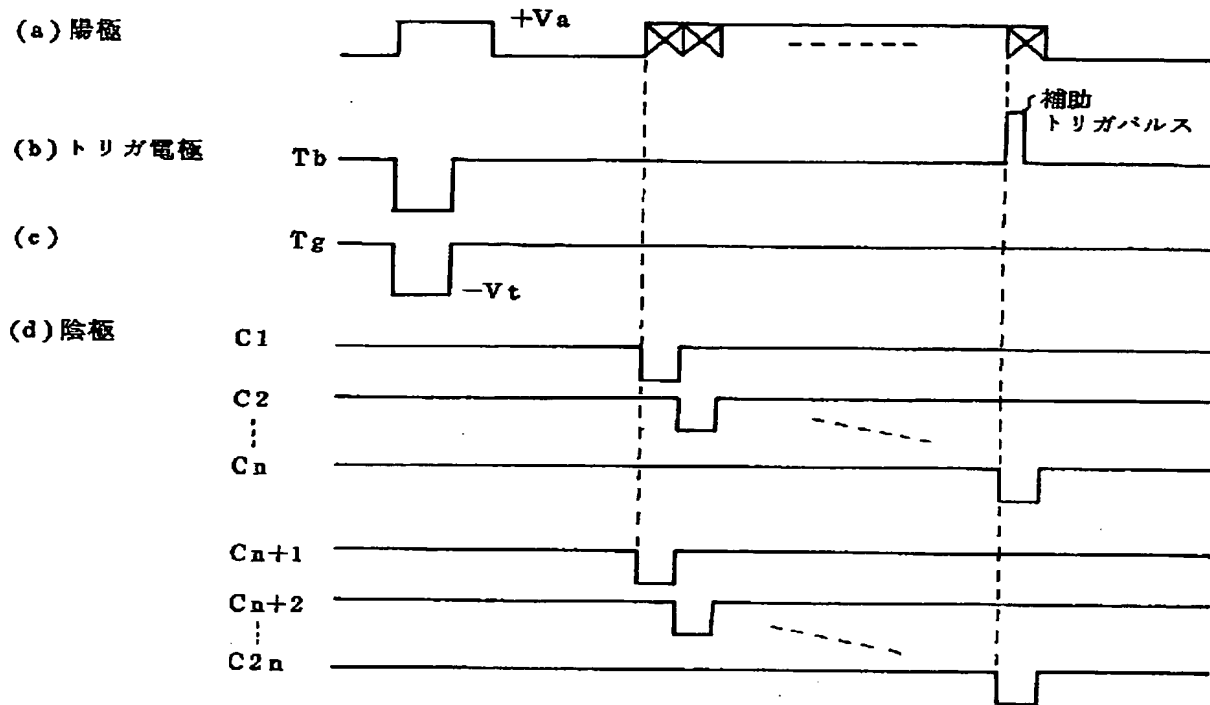 (a)陽極
+Va
補助
トリガパルス
(b)トリガ電極
Tb
(c)
Tg
-Vt
(d)陰極
C1
C2
Cn
Cn+1
Cn+2
C2n